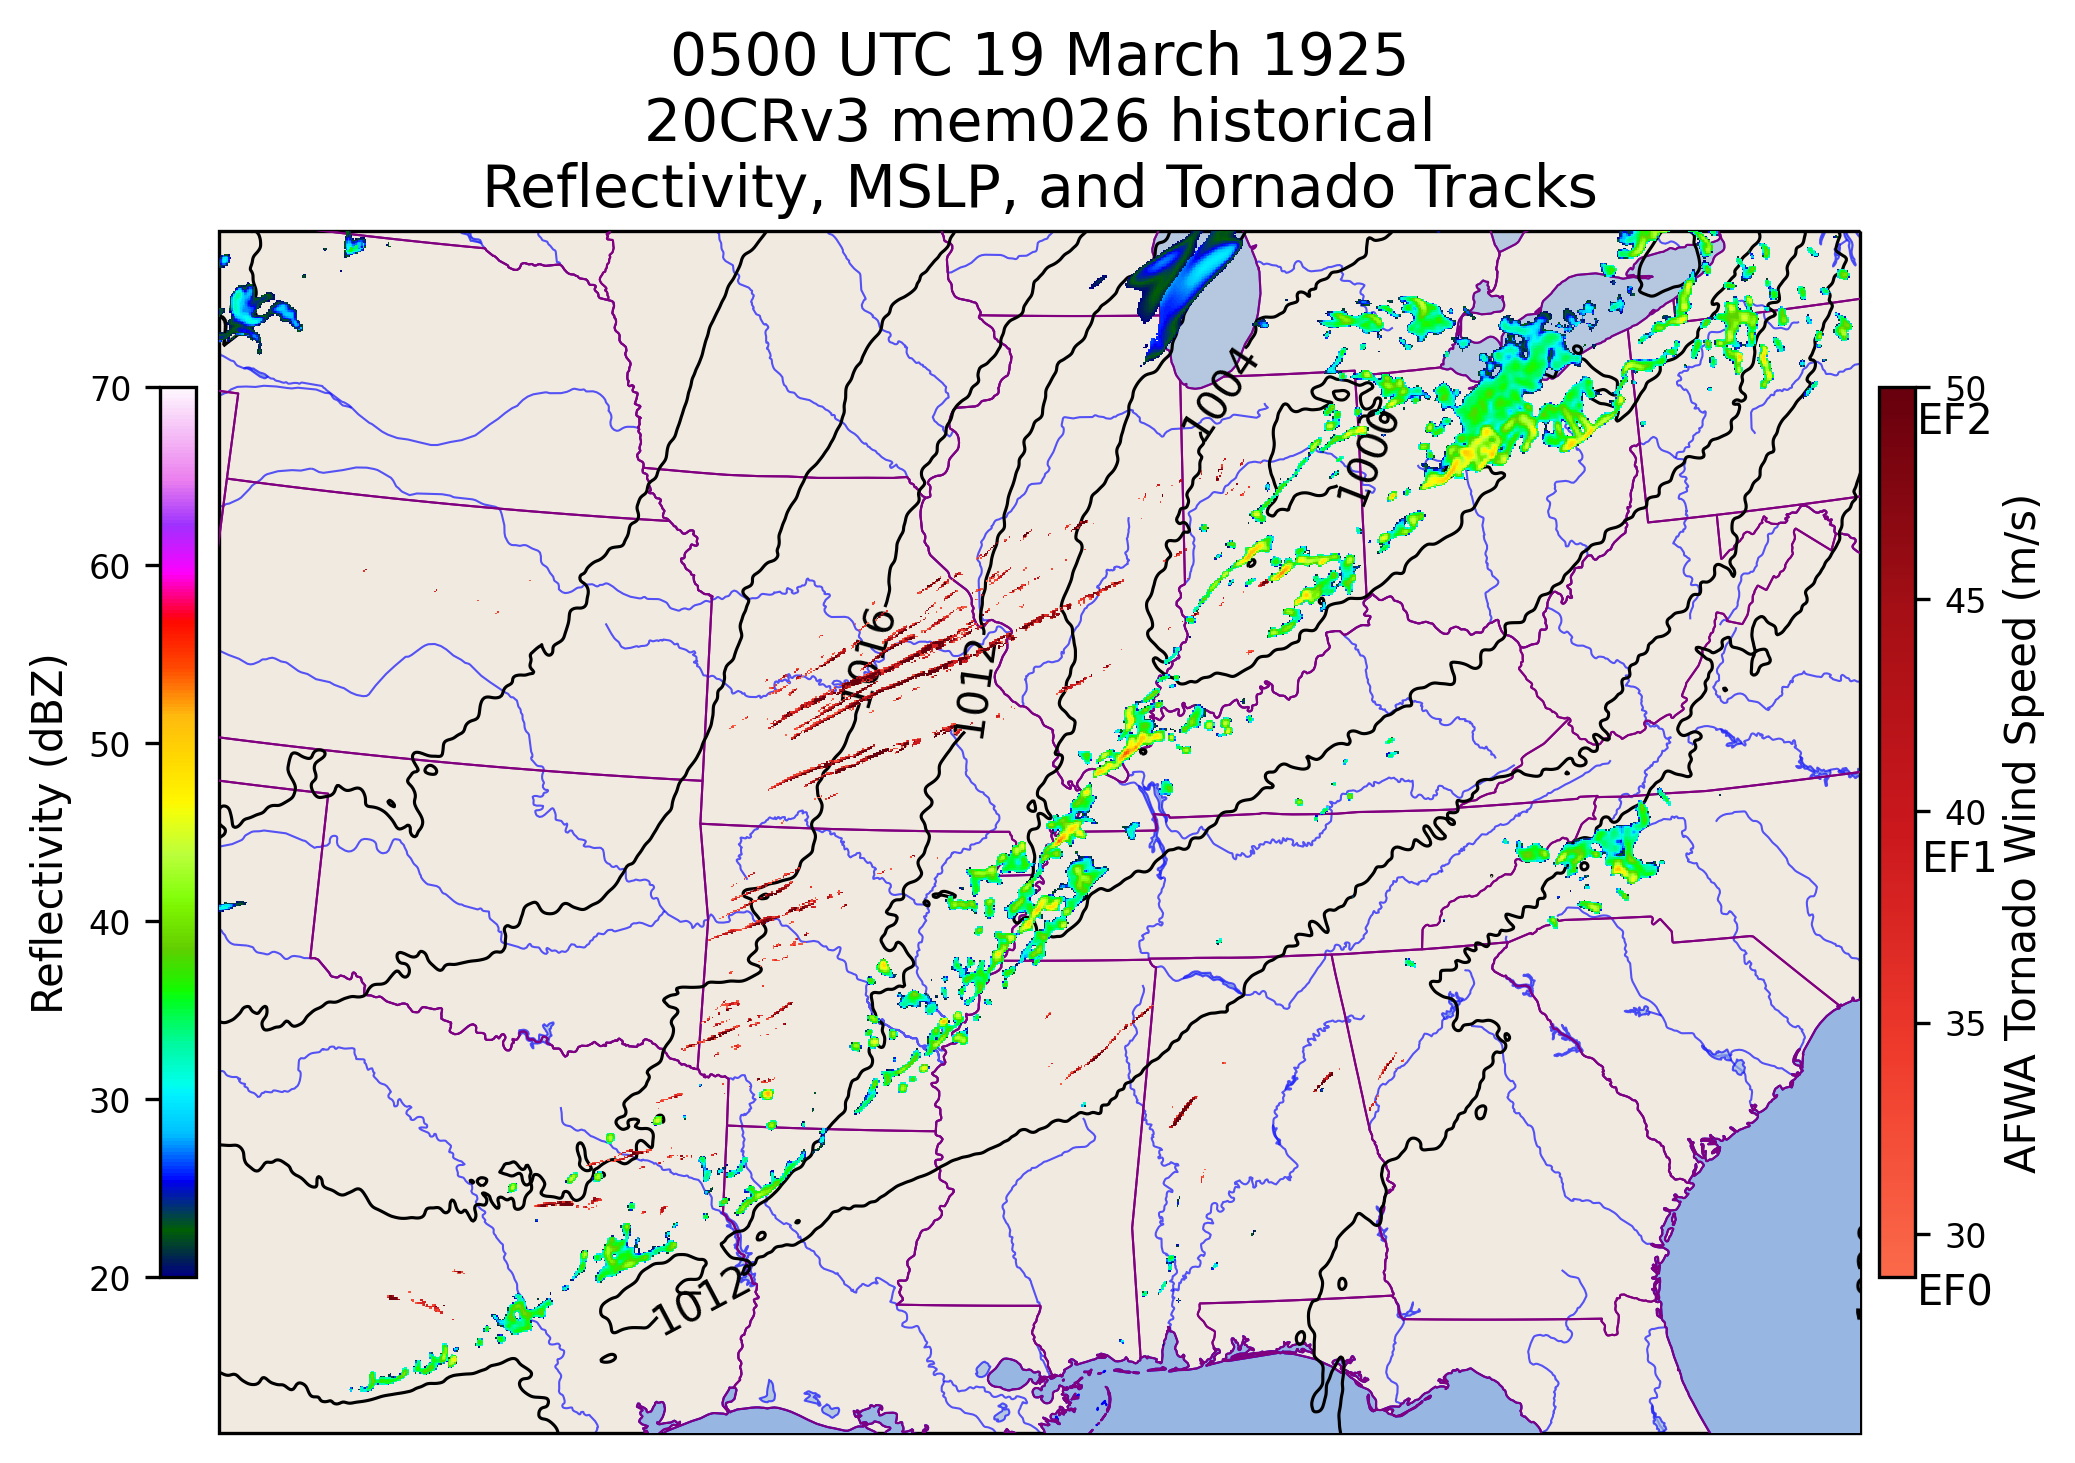 0500 UTC 19 March 1925
20CRv3 mem026 historical
Reflectivity, MSLP, and Tornado Tracks
Reflectivity (dBZ)
70
60
50
40
30
20
1004
1000
1016
1012
1012
50
EF2
45
40
EF1
35
30
EF0
AFWA Tornado Wind Speed (m/s)